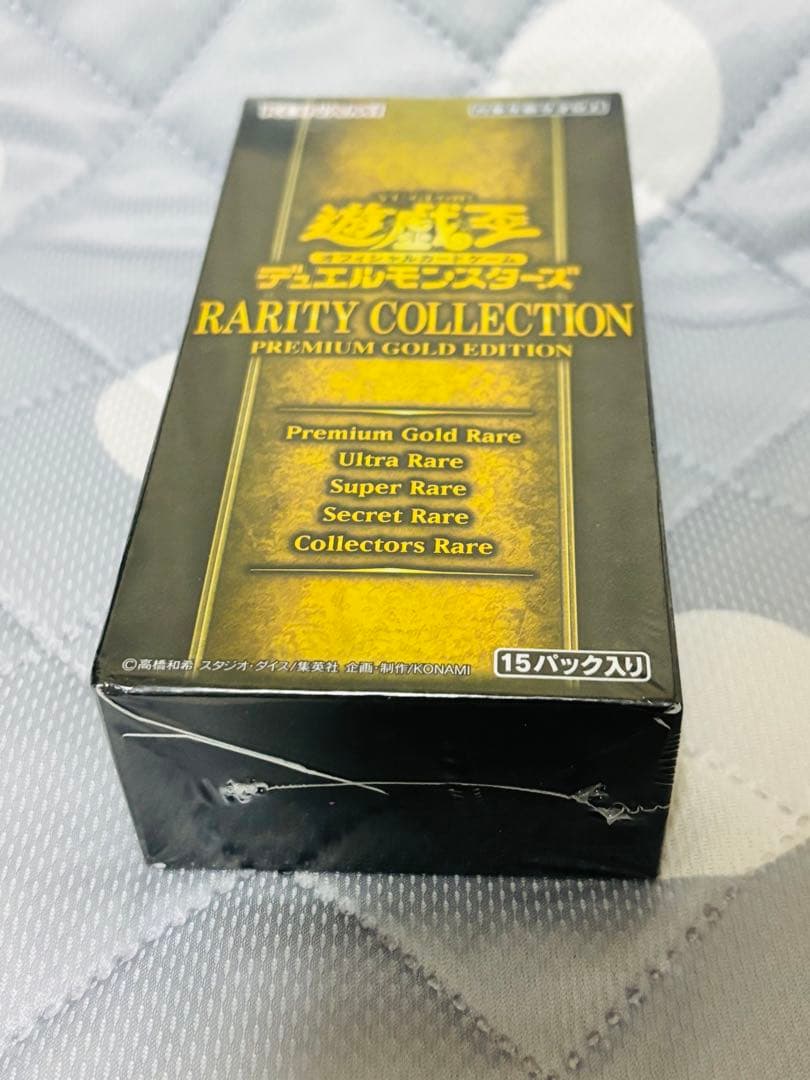 遊戯王
オフィシャルカードゲーム
デュエルモンスターズ
RARITY COLLECTION
PREMIUM GOLD EDITION
Premium Gold Rare
Ultra Rare
Super Rare
Secret Rare
Collectors Rare
©高橋和希 スタジオ・ダイス/集英社 企画・制作/KONAMI
15パック入り